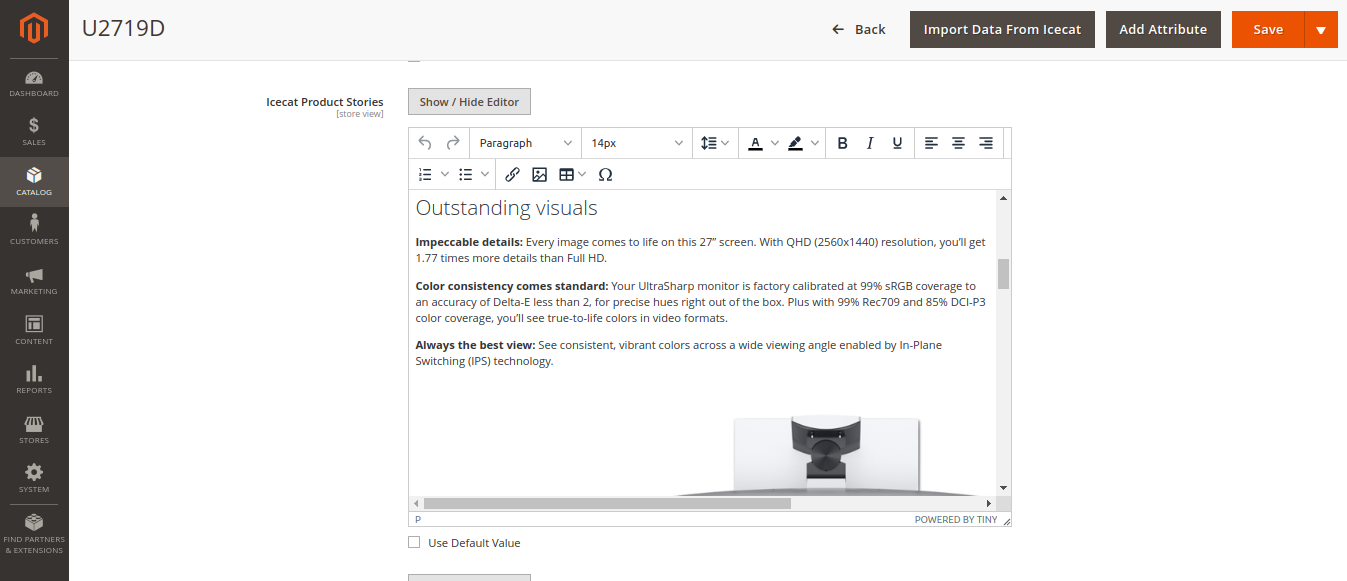 U2719D
Back
Import Data From Icecat
Add Attribute
Save
DASHBOARD
$
SALES
CATALOG
CUSTOMERS
MARKETING
CONTENT
REPORTS
STORES
SYSTEM
FIND PARTNERS
& EXTENSIONS
Icecat Product Stories
[store view]
Show / Hide Editor
Paragraph
14px
A
B I U
Ω
Outstanding visuals
Impeccable details: Every image comes to life on this 27” screen. With QHD (2560x1440) resolution, you’ll get
1.77 times more details than Full HD.
Color consistency comes standard: Your UltraSharp monitor is factory calibrated at 99% sRGB coverage to
an accuracy of Delta-E less than 2, for precise hues right out of the box. Plus with 99% Rec709 and 85% DCI-P3
color coverage, you’ll see true-to-life colors in video formats.
Always the best view: See consistent, vibrant colors across a wide viewing angle enabled by In-Plane
Switching (IPS) technology.
P
POWERED BY TINY
Use Default Value